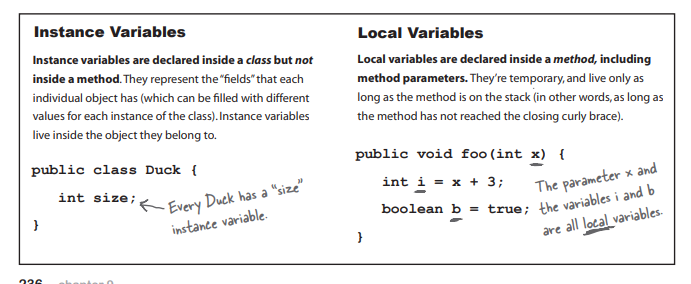 Instance Variables
Instance variables are declared inside a class but not
inside a method. They represent the "fields" that each
individual object has (which can be filled with different
values for each instance of the class). Instance variables
live inside the object they belong to.
public class Duck {
int size;
Every Duck has a "size"
instance variable.
}
Local Variables
Local variables are declared inside a method, including
method parameters. They're temporary, and live only as
long as the method is on the stack (in other words, as long as
the method has not reached the closing curly brace).
public void foo(int x) {
int i = x + 3;
boolean b = true;
The parameter x and
the variables i and b
are all local variables.
}
236 chapter 9